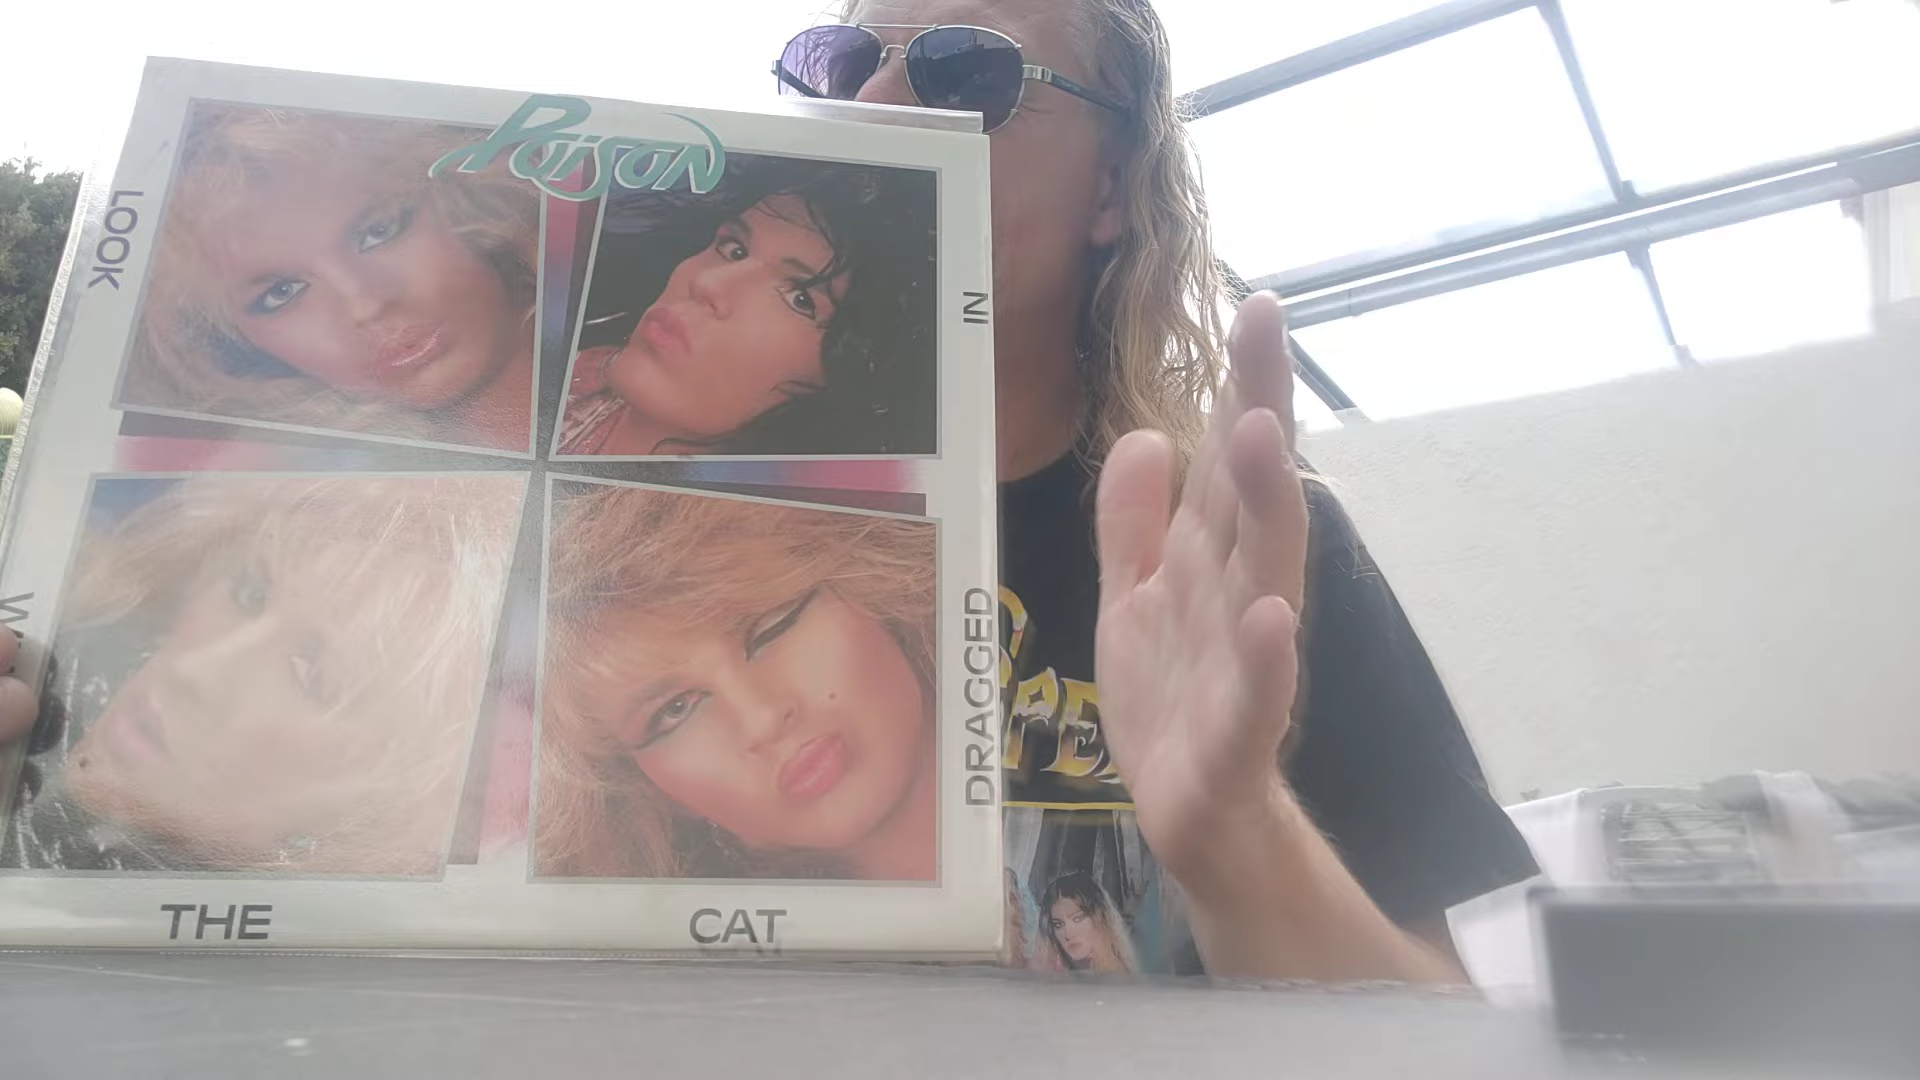 Poison
LOOK
IN
DRAGGED
THE
CAT